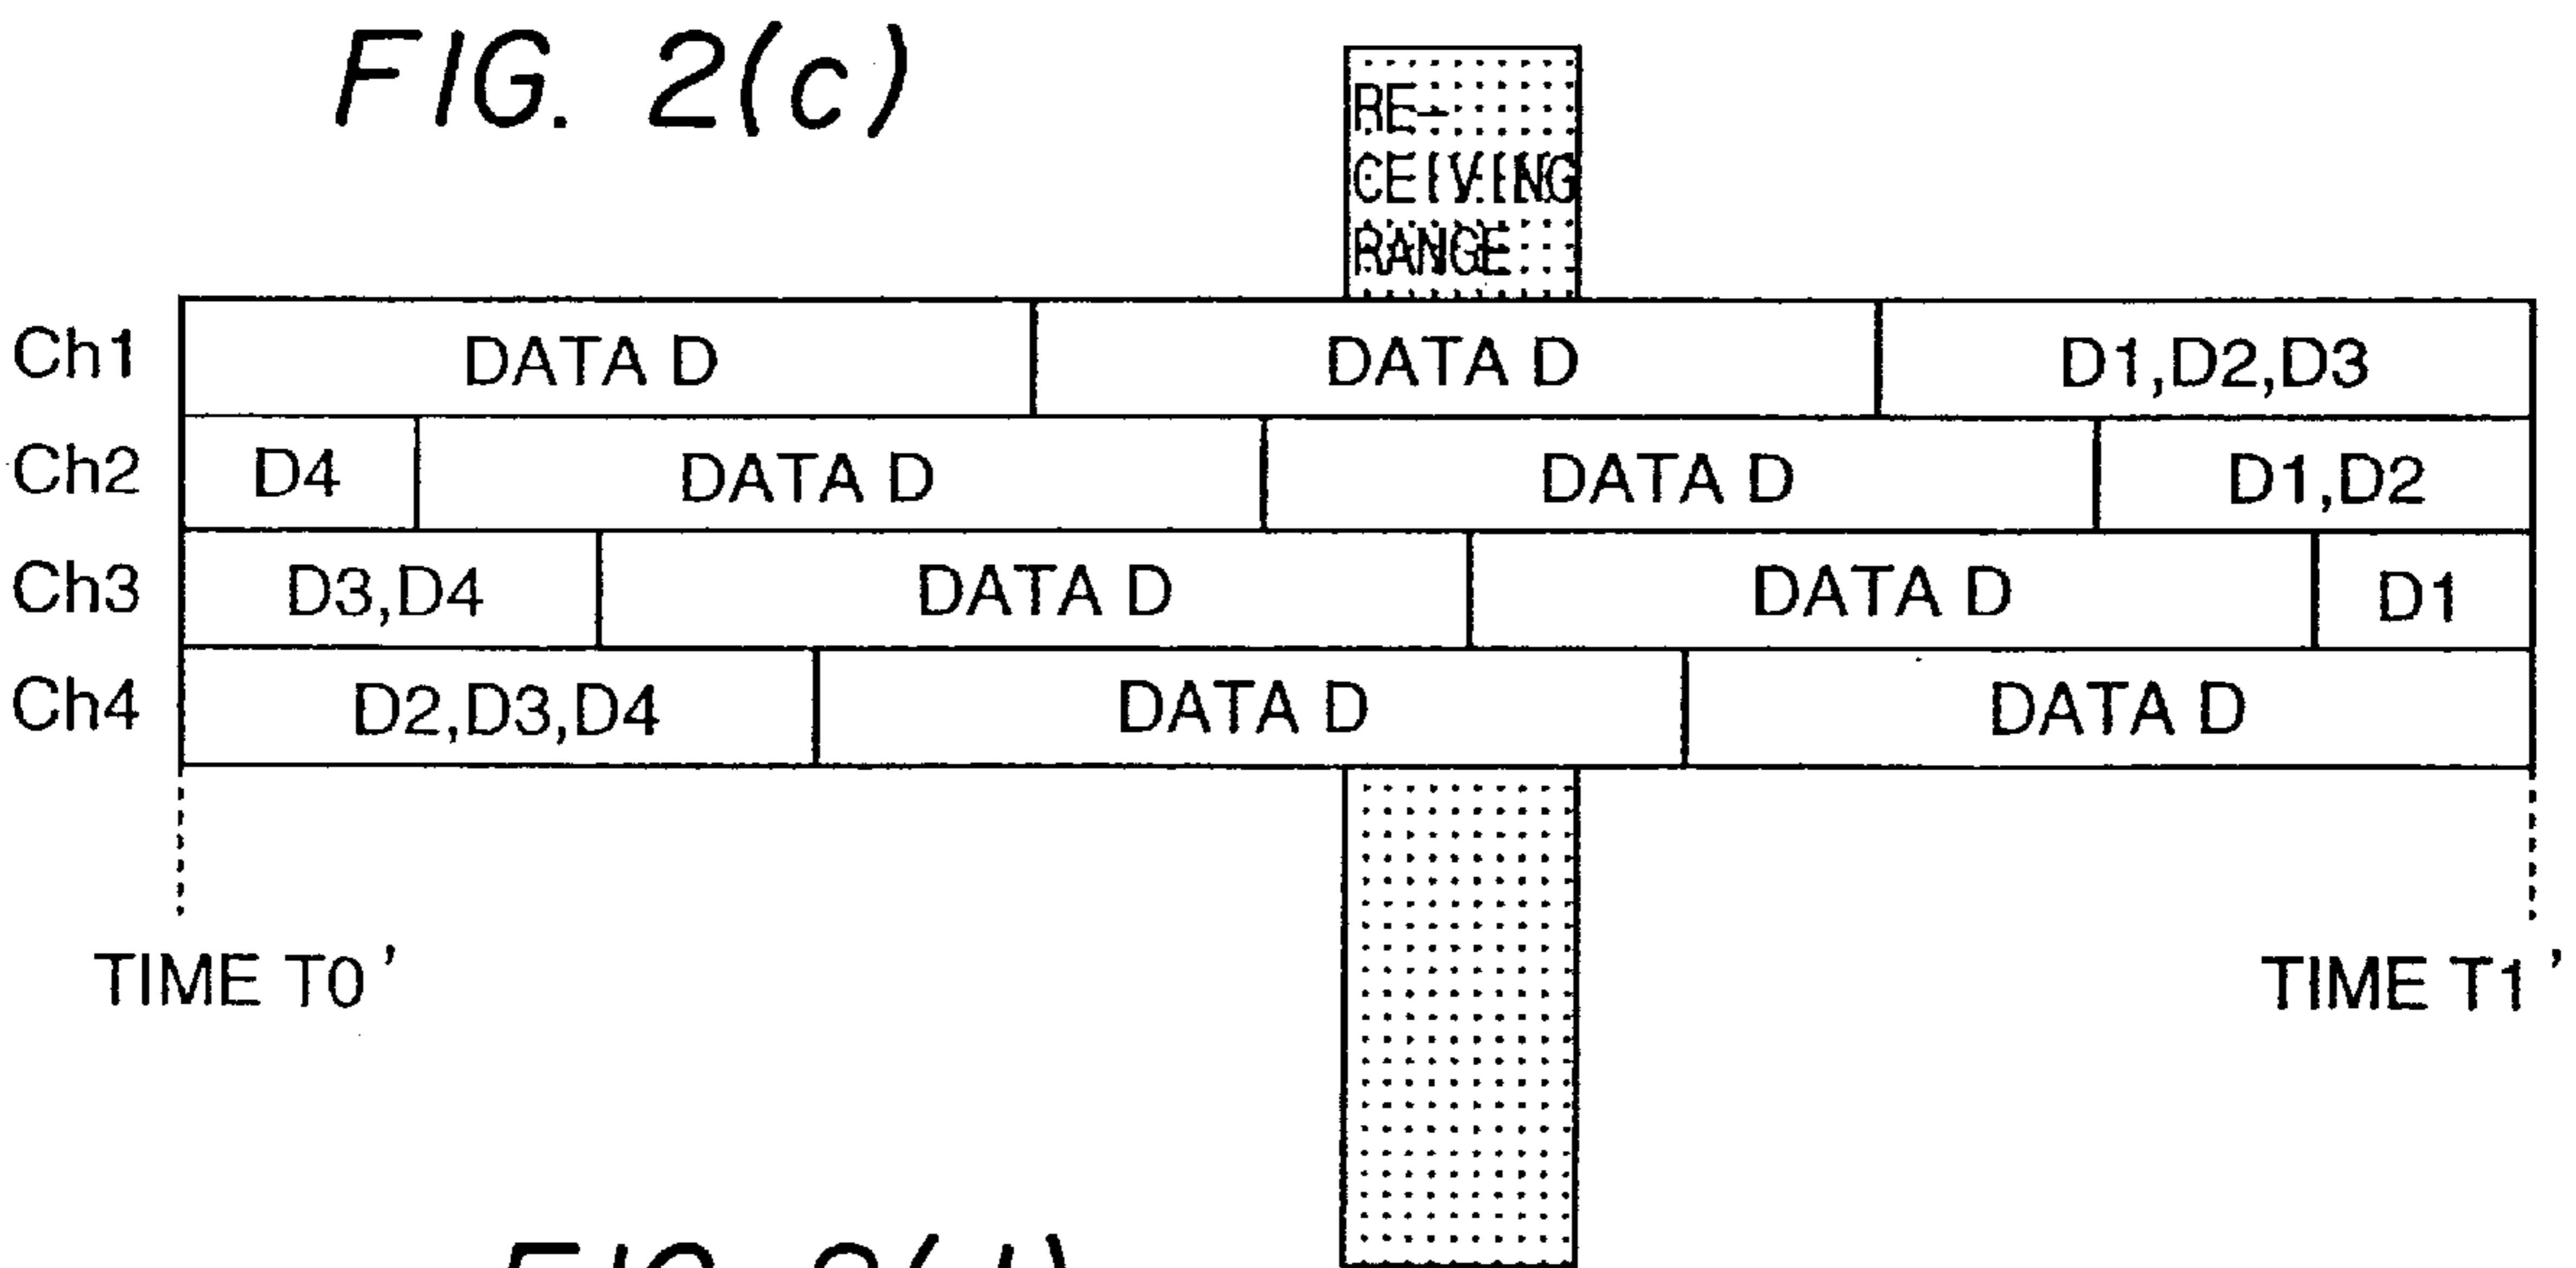 FIG. 2(c)
RE-
CEIVING
RANGE
Ch1 DATA D DATA D D1,D2,D3
Ch2 D4 DATA D DATA D D1,D2
Ch3 D3,D4 DATA D DATA D D1
Ch4 D2,D3,D4 DATA D DATA D
TIME T0' TIME T1'